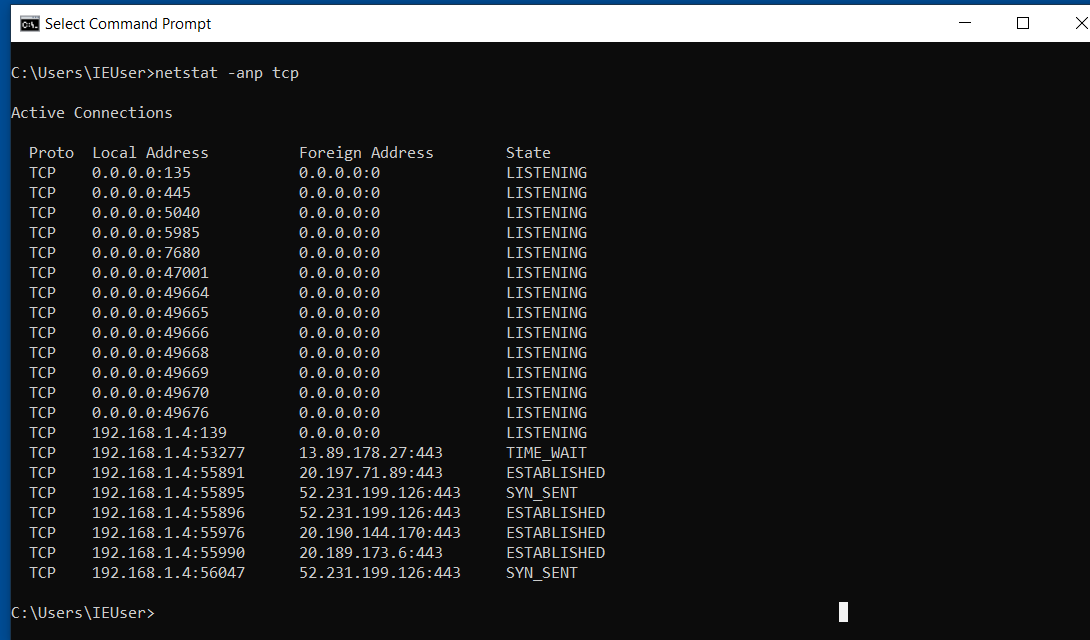 Select Command Prompt
C:\Users\IEUser>netstat -anp tcp
Active Connections
  Proto  Local Address          Foreign Address        State
  TCP    0.0.0.0:135            0.0.0.0:0              LISTENING
  TCP    0.0.0.0:445            0.0.0.0:0              LISTENING
  TCP    0.0.0.0:5040           0.0.0.0:0              LISTENING
  TCP    0.0.0.0:5985           0.0.0.0:0              LISTENING
  TCP    0.0.0.0:7680           0.0.0.0:0              LISTENING
  TCP    0.0.0.0:47001          0.0.0.0:0              LISTENING
  TCP    0.0.0.0:49664          0.0.0.0:0              LISTENING
  TCP    0.0.0.0:49665          0.0.0.0:0              LISTENING
  TCP    0.0.0.0:49666          0.0.0.0:0              LISTENING
  TCP    0.0.0.0:49668          0.0.0.0:0              LISTENING
  TCP    0.0.0.0:49669          0.0.0.0:0              LISTENING
  TCP    0.0.0.0:49670          0.0.0.0:0              LISTENING
  TCP    0.0.0.0:49676          0.0.0.0:0              LISTENING
  TCP    192.168.1.4:139        0.0.0.0:0              LISTENING
  TCP    192.168.1.4:53277      13.89.178.27:443       TIME_WAIT
  TCP    192.168.1.4:55891      20.197.71.89:443       ESTABLISHED
  TCP    192.168.1.4:55895      52.231.199.126:443     SYN_SENT
  TCP    192.168.1.4:55896      52.231.199.126:443     ESTABLISHED
  TCP    192.168.1.4:55976      20.190.144.170:443     ESTABLISHED
  TCP    192.168.1.4:55990      20.189.173.6:443       ESTABLISHED
  TCP    192.168.1.4:56047      52.231.199.126:443     SYN_SENT
C:\Users\IEUser>